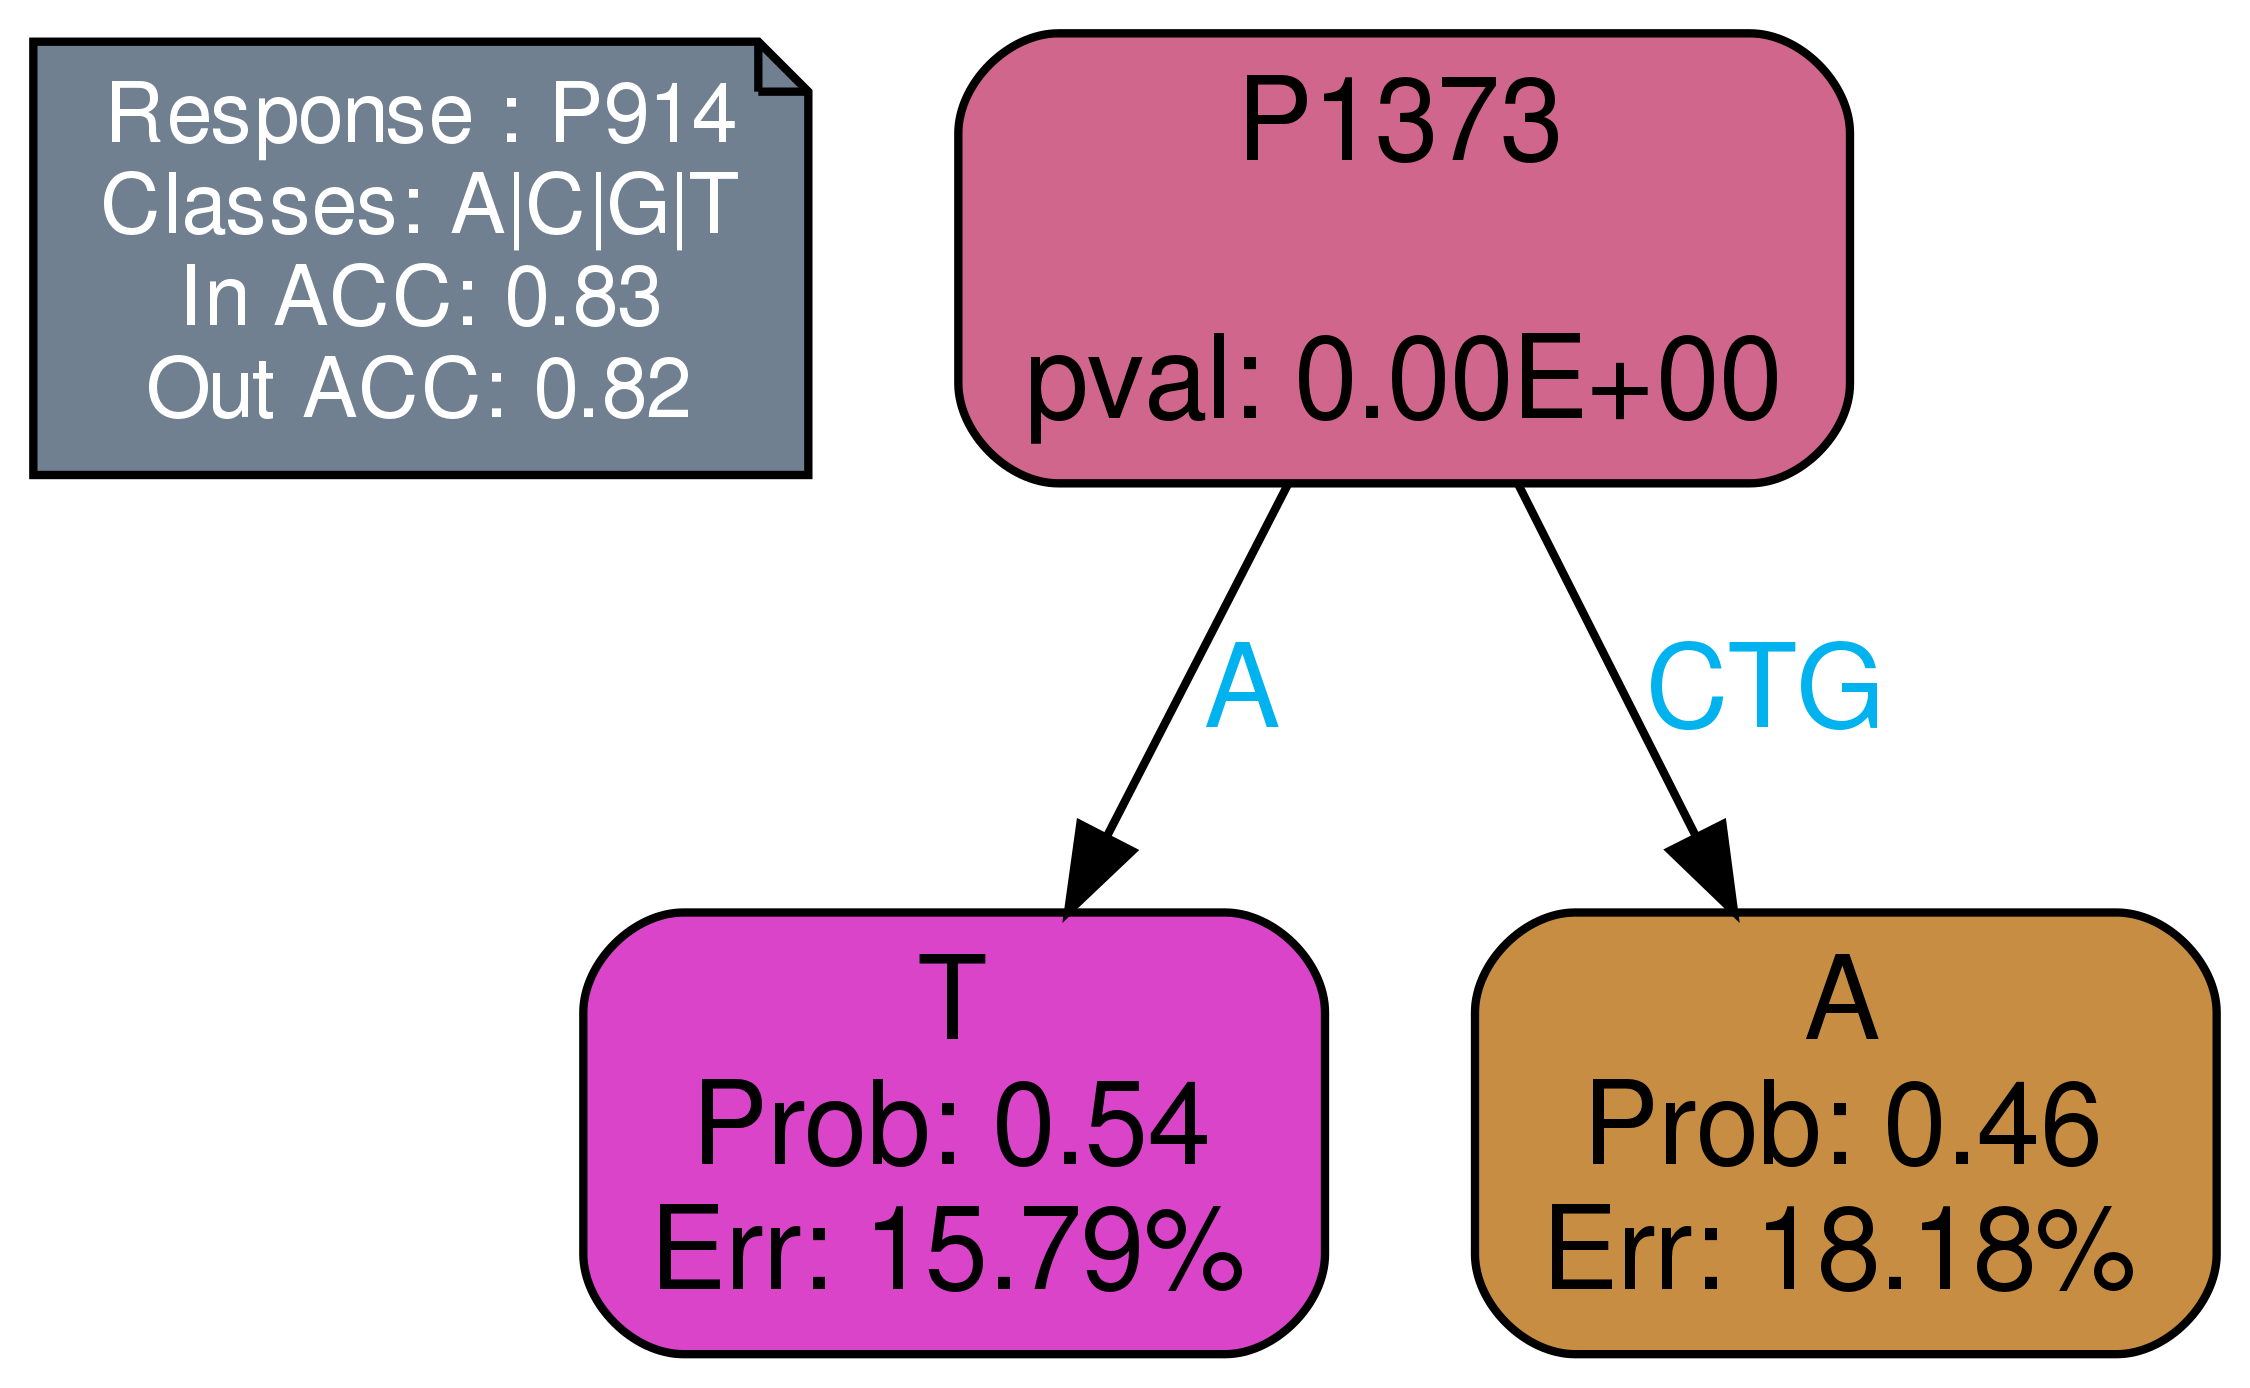 Response : P914
Classes: A|C|G|T
In ACC: 0.83
Out ACC: 0.82
P1373
pval: 0.00E+00
A
CTG
T
Prob: 0.54
Err: 15.79%
A
Prob: 0.46
Err: 18.18%